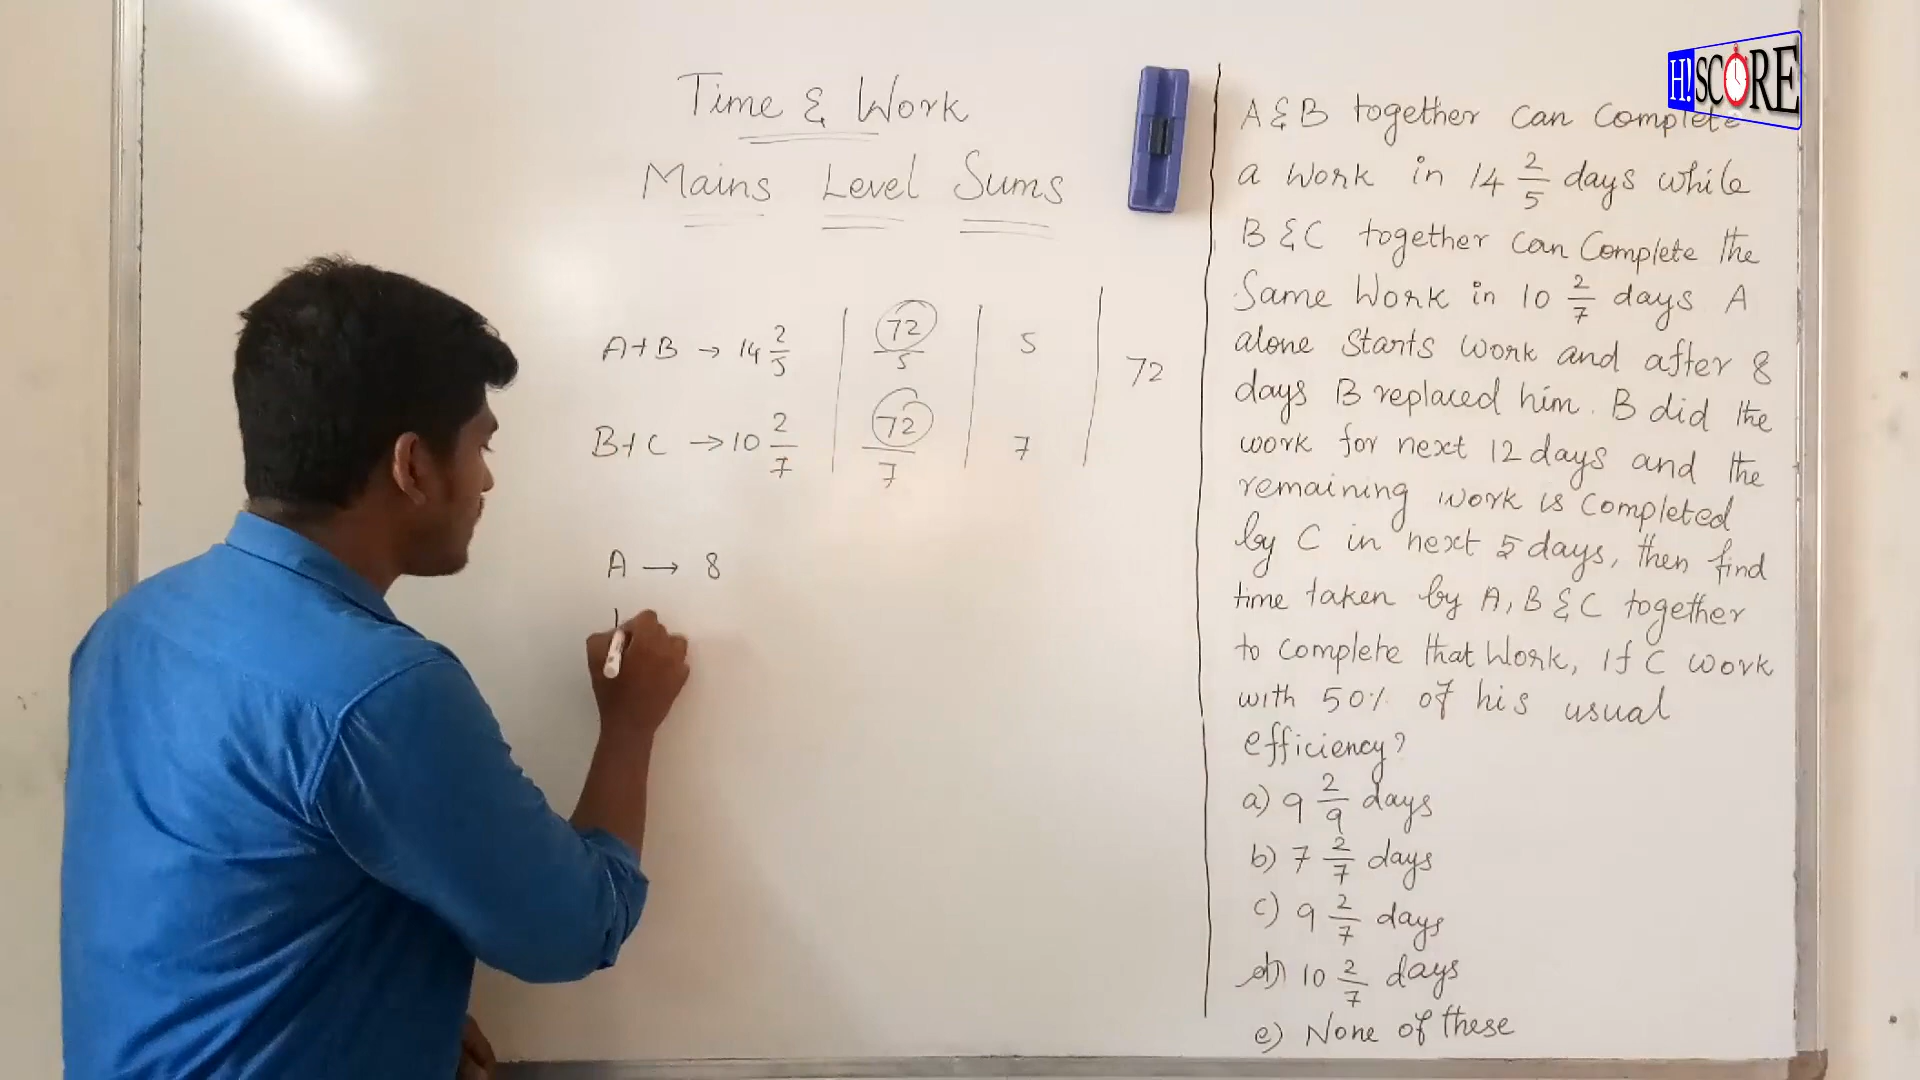 H!SCORE
Time & Work
Mains Level Sums
A+B → 14 2/5 | 72/5 | 5 | 72
B+C → 10 2/7 | 72/7 | 7
A → 8
A & B together can complete
a work in 14 2/5 days while
B & C together can complete the
Same work in 10 2/7 days A
alone starts work and after 8
days B replaced him. B did the
work for next 12 days and the
remaining work is completed
by C in next 5 days, then find
time taken by A, B & C together
to complete that work, If C work
with 50% of his usual
efficiency?
a) 9 2/9 days
b) 7 2/7 days
c) 9 2/7 days
d) 10 2/7 days
e) None of these